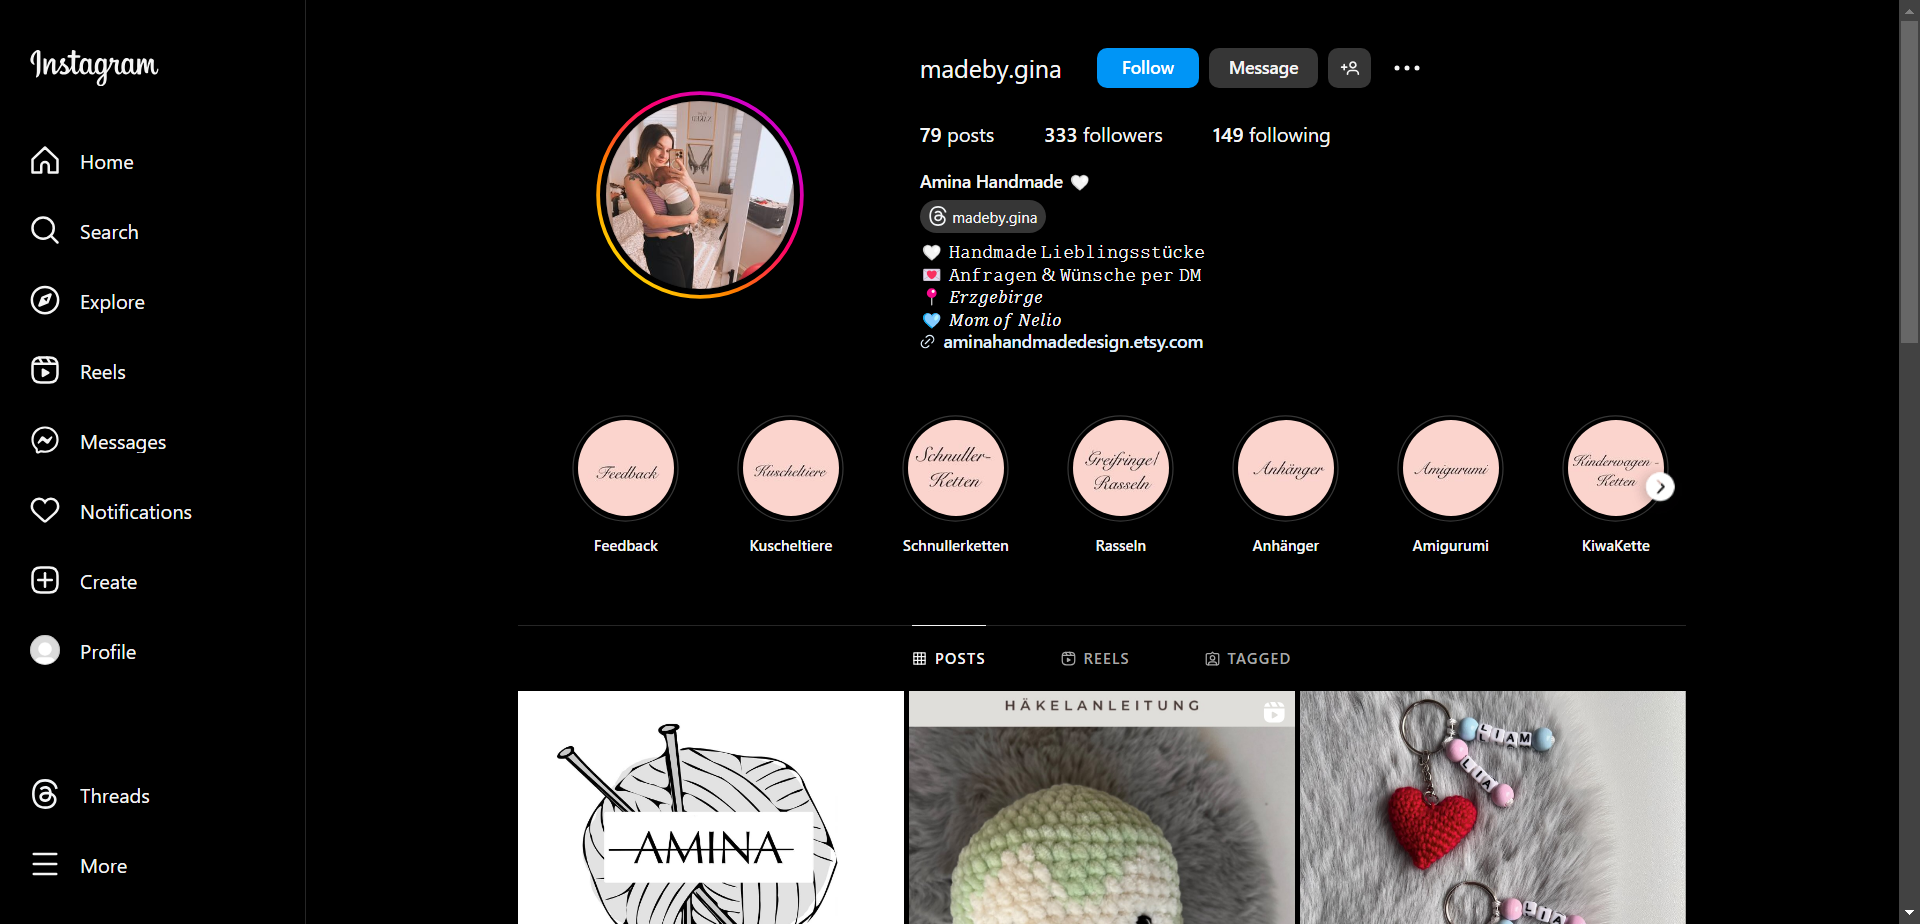 Instagram
Home
Search
Explore
Reels
Messages
Notifications
Create
Profile
Threads
More
madeby.gina
Follow
Message
79 posts
333 followers
149 following
Amina Handmade 🤍
madeby.gina
🤍 Handmade Lieblingsstücke
💌 Anfragen & Wünsche per DM
📍 Erzgebirge
🩵 Mom of Nelio
aminahandmadedesign.etsy.com
Feedback
Kuscheltiere
Schnuller-
Ketten
Greifringe/
Rasseln
Anhänger
Amigurumi
Kinderwagen -
Ketten
Feedback
Kuscheltiere
Schnullerketten
Rasseln
Anhänger
Amigurumi
KiwaKette
POSTS
REELS
TAGGED
AMINA
HÄKELANLEITUNG
LIAM
LIA
LIA